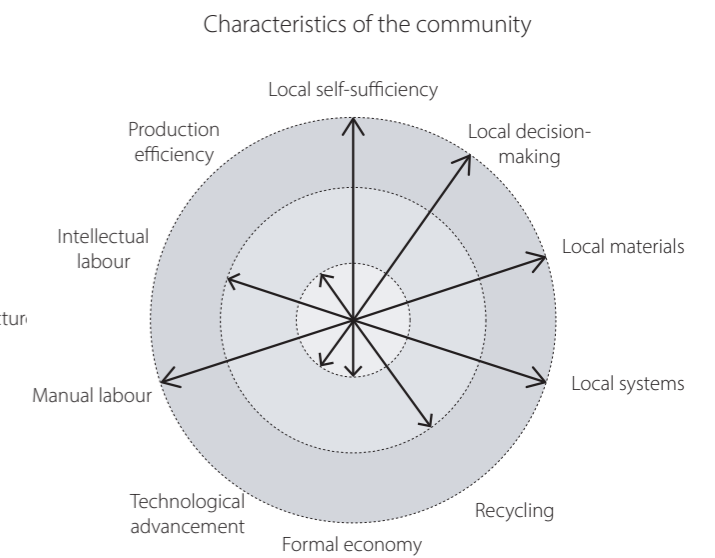 Characteristics of the community
Local self-sufficiency
Production
efficiency
Local decision-
making
Intellectual
labour
Local materials
Manual labour
Local systems
Technological
advancement
Recycling
Formal economy